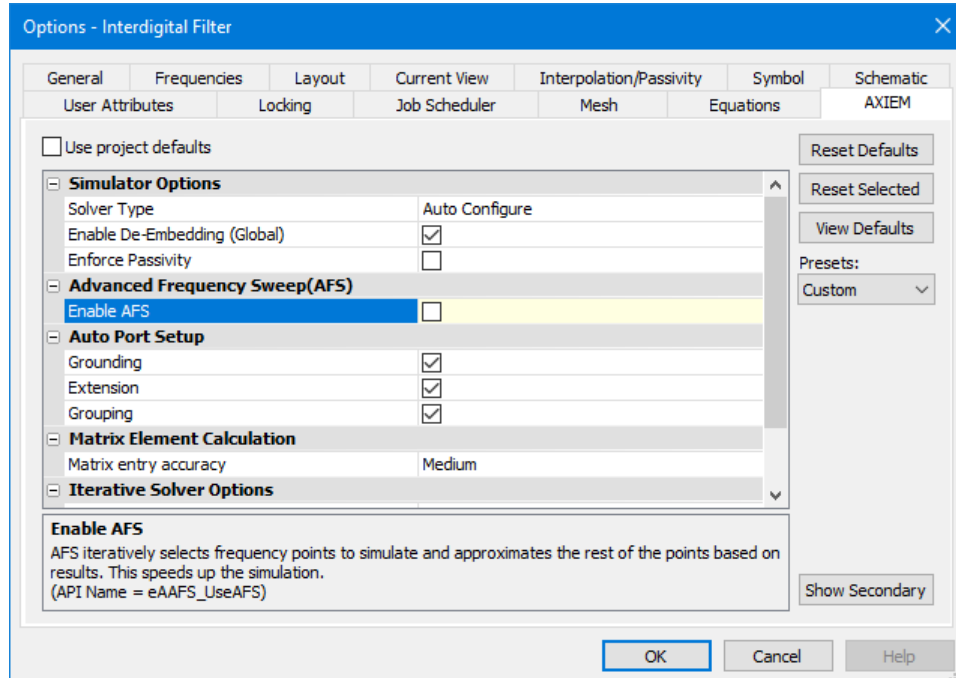 Options - Interdigital Filter
General Frequencies Layout Current View Interpolation/Passivity Symbol Schematic
User Attributes Locking Job Scheduler Mesh Equations AXIEM
Use project defaults
Reset Defaults
Simulator Options
Reset Selected
Solver Type Auto Configure
View Defaults
Enable De-Embedding (Global)
Enforce Passivity
Presets:
Advanced Frequency Sweep(AFS)
Custom
Enable AFS
Auto Port Setup
Grounding
Extension
Grouping
Matrix Element Calculation
Matrix entry accuracy Medium
Iterative Solver Options
Enable AFS
AFS iteratively selects frequency points to simulate and approximates the rest of the points based on
results. This speeds up the simulation.
(API Name = eAAFS_UseAFS)
Show Secondary
OK Cancel Help